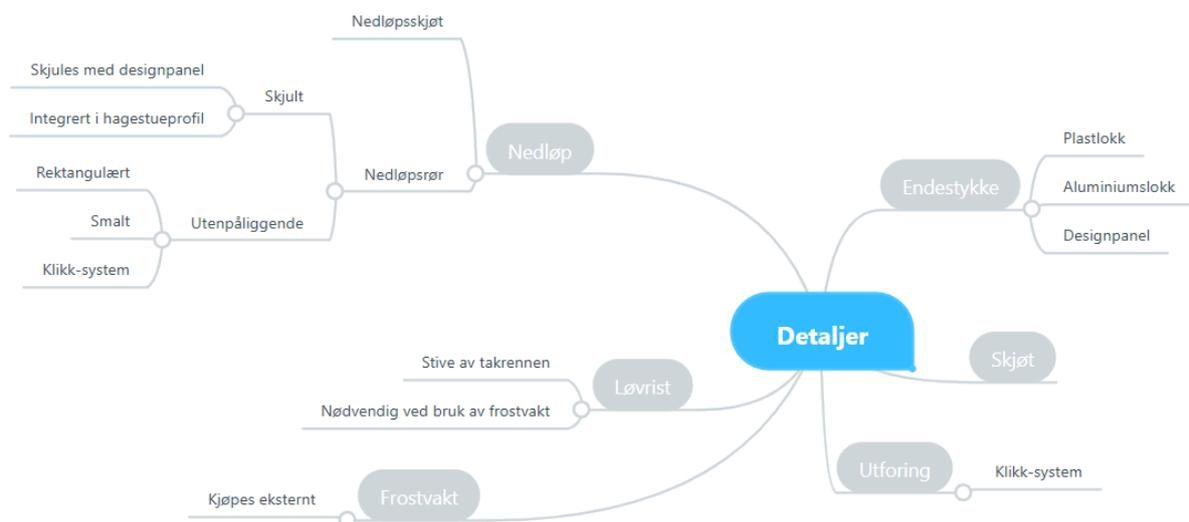 Nedløpsskjøt
Skjules med designpanel
Skjult
Integrert i hagestueprofil
Nedløp
Rektangulært
Nedløpsrør
Smalt
Utenpåliggende
Klikk-system
Plastlokk
Endestykke
Aluminiumslokk
Designpanel
Detaljer
Stive av takrennen
Løvrist
Nødvendig ved bruk av frostvakt
Skjøt
Utforing
Klikk-system
Kjøpes eksternt
Frostvakt